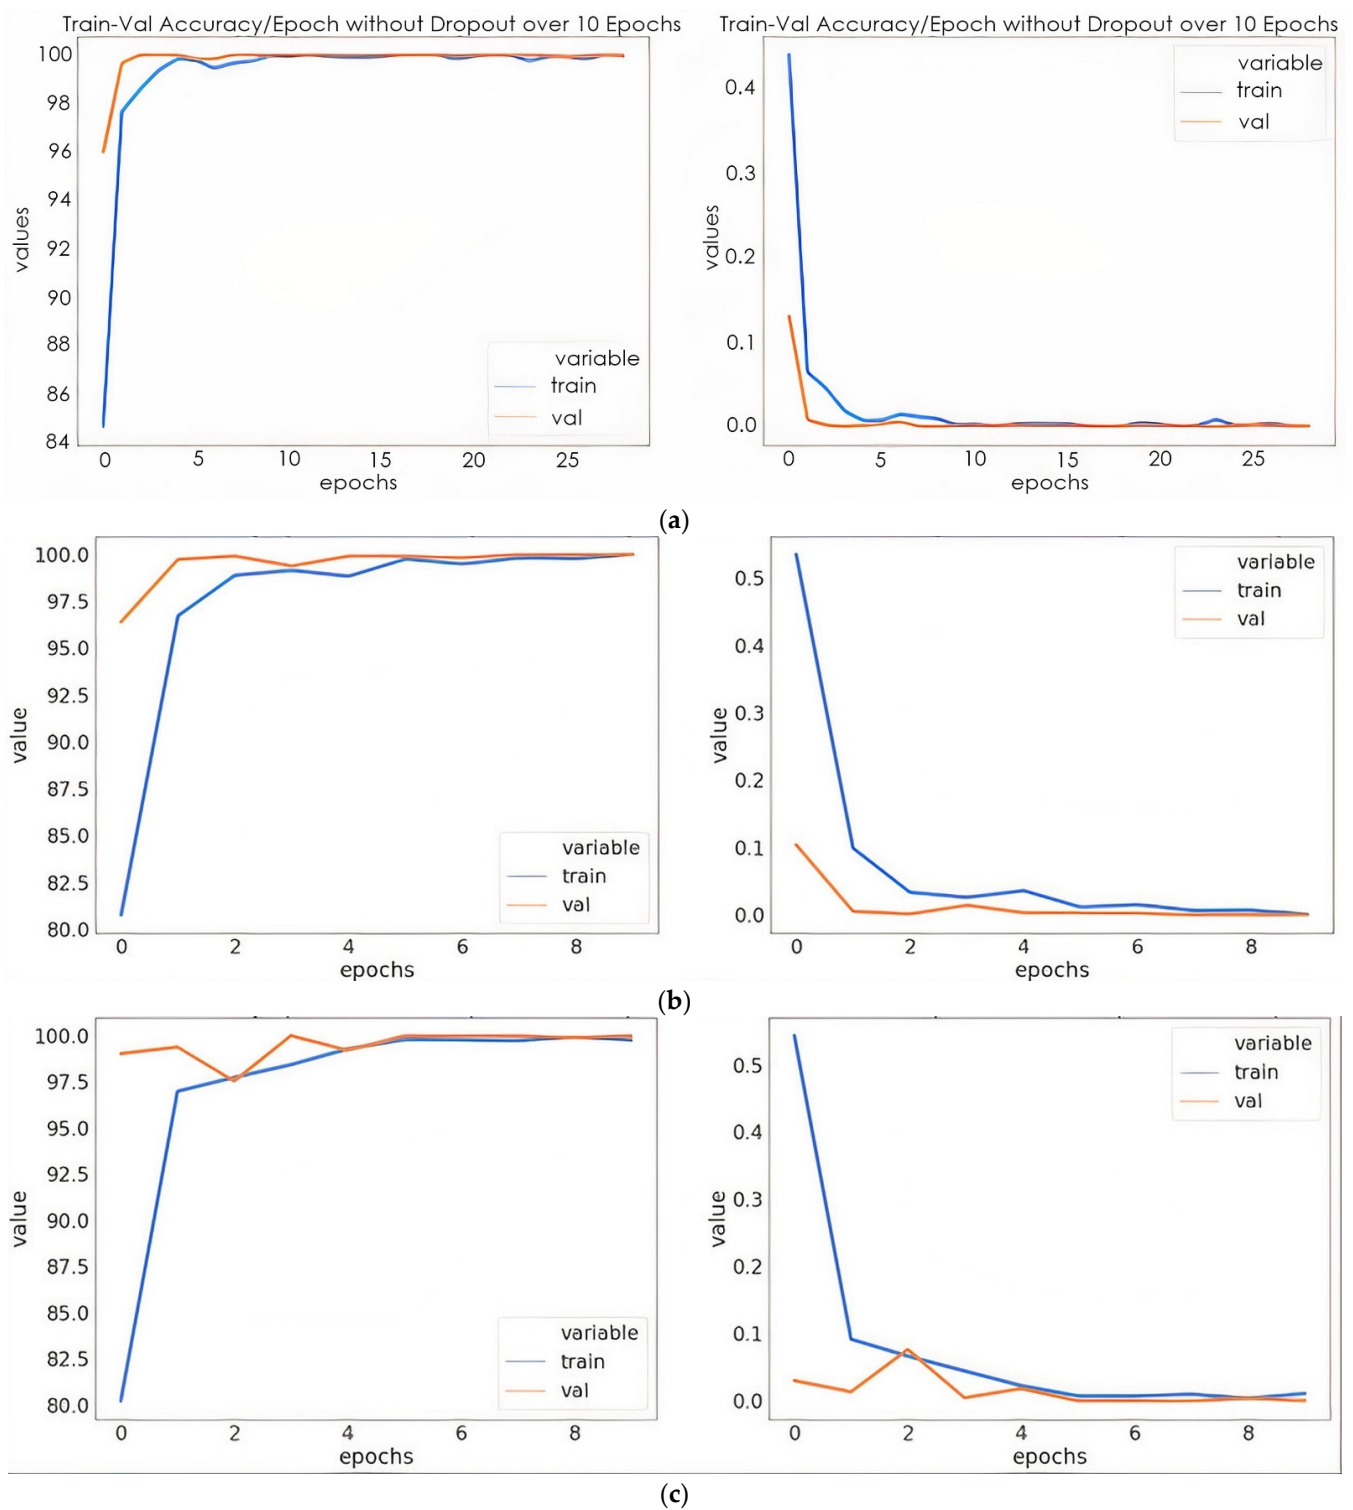 Train-Val Accuracy/Epoch without Dropout over 10 Epochs
100
98
96
94
92
90
88
86
84
values
0 5 10 15 20 25
epochs
variable
train
val
Train-Val Accuracy/Epoch without Dropout over 10 Epochs
0.4
0.3
0.2
0.1
0.0
values
0 5 10 15 20 25
epochs
variable
train
val
(a)
100.0
97.5
95.0
92.5
90.0
87.5
85.0
82.5
80.0
value
0 2 4 6 8
epochs
variable
train
val
0.5
0.4
0.3
0.2
0.1
0.0
value
0 2 4 6 8
epochs
variable
train
val
(b)
100.0
97.5
95.0
92.5
90.0
87.5
85.0
82.5
80.0
value
0 2 4 6 8
epochs
variable
train
val
0.5
0.4
0.3
0.2
0.1
0.0
value
0 2 4 6 8
epochs
variable
train
val
(c)